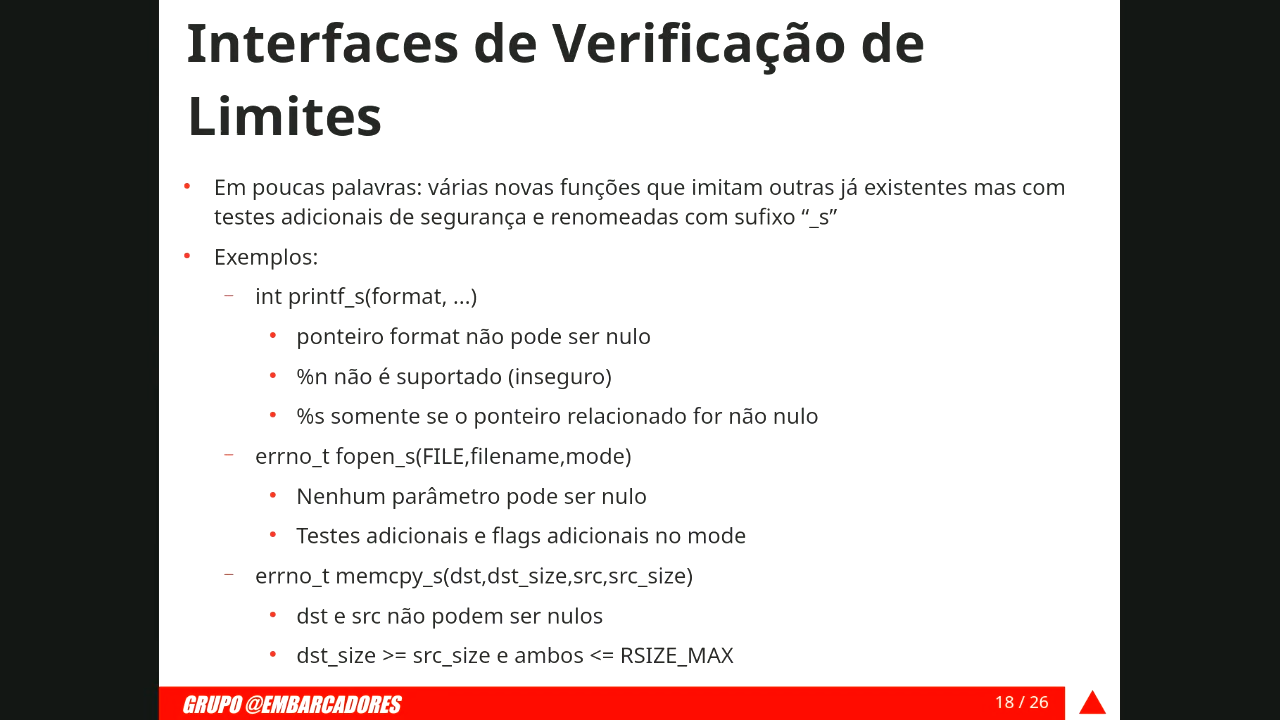 Interfaces de Verificação de
Limites
• Em poucas palavras: várias novas funções que imitam outras já existentes mas com
testes adicionais de segurança e renomeadas com sufixo “_s”
• Exemplos:
– int printf_s(format, ...)
• ponteiro format não pode ser nulo
• %n não é suportado (inseguro)
• %s somente se o ponteiro relacionado for não nulo
– errno_t fopen_s(FILE,filename,mode)
• Nenhum parâmetro pode ser nulo
• Testes adicionais e flags adicionais no mode
– errno_t memcpy_s(dst,dst_size,src,src_size)
• dst e src não podem ser nulos
• dst_size >= src_size e ambos <= RSIZE_MAX
GRUPO @EMBARCADORES
18 / 26